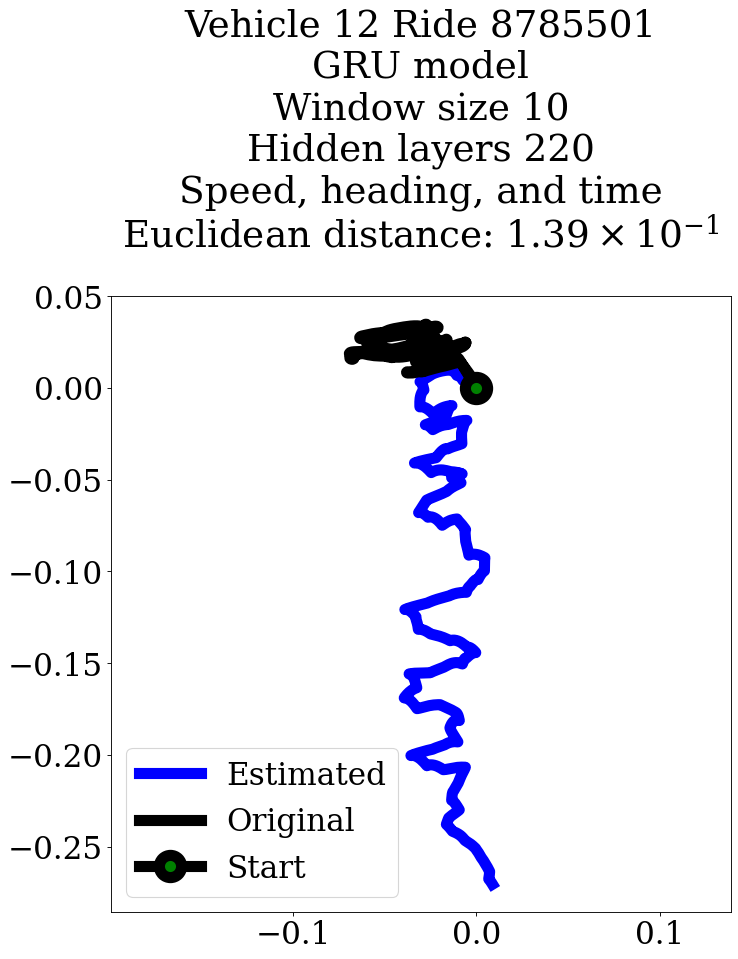 Vehicle 12 Ride 8785501
GRU model
Window size 10
Hidden layers 220
Speed, heading, and time
Euclidean distance: 1.39 × 10⁻¹
0.05
0.00
−0.05
−0.10
−0.15
−0.20
−0.25
Estimated
Original
Start
−0.1
0.0
0.1